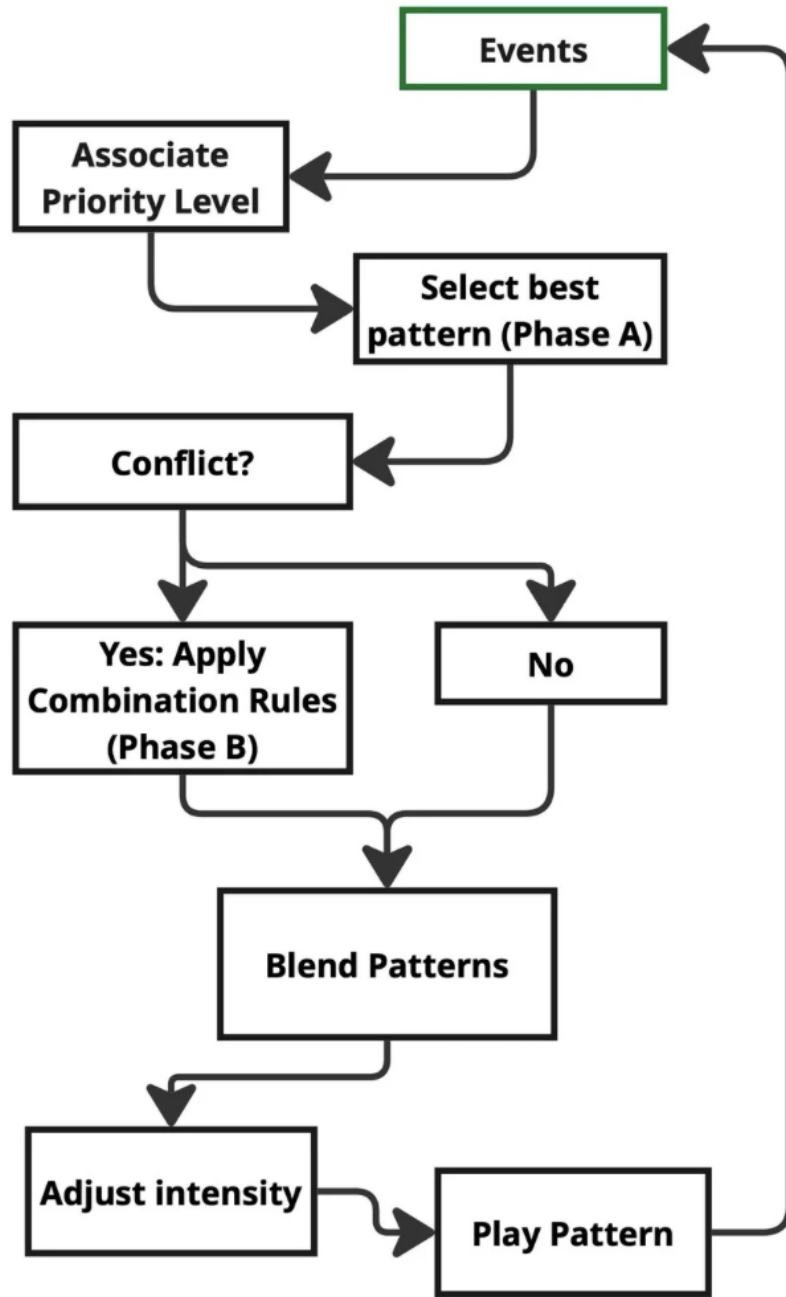 Events
Associate
Priority Level
Select best
pattern (Phase A)
Conflict?
Yes: Apply
Combination Rules
(Phase B)
No
Blend Patterns
Adjust intensity
Play Pattern